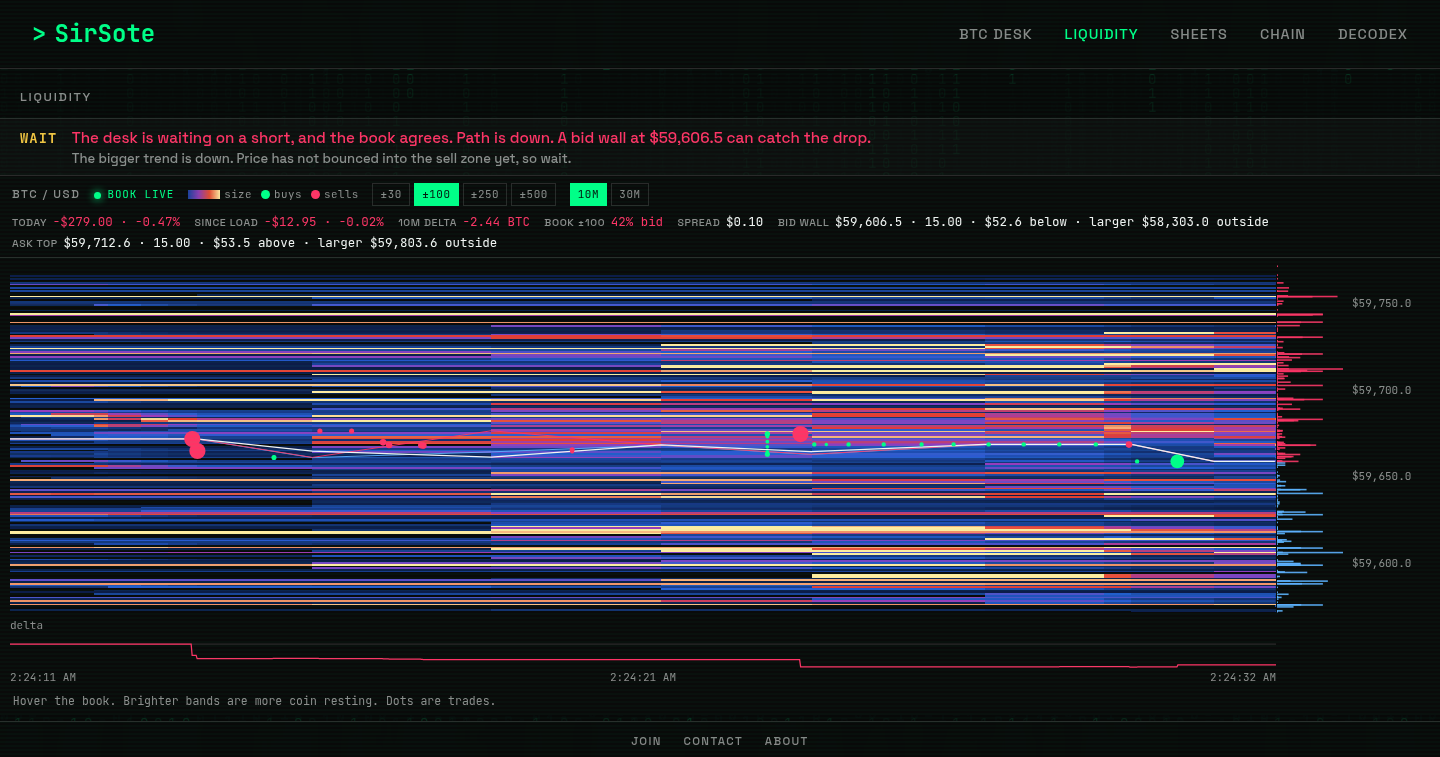 > SirSote
BTC DESK LIQUIDITY SHEETS CHAIN DECODEX
LIQUIDITY
WAIT The desk is waiting on a short, and the book agrees. Path is down. A bid wall at $59,606.5 can catch the drop.
The bigger trend is down. Price has not bounced into the sell zone yet, so wait.
BTC / USD BOOK LIVE size buys sells ±30 ±100 ±250 ±500 10M 30M
TODAY -$279.00 · -0.47% SINCE LOAD -$12.95 · -0.02% 10M DELTA -2.44 BTC BOOK ±100 42% bid SPREAD $0.10 BID WALL $59,606.5 · 15.00 · $52.6 below · larger $58,303.0 outside
ASK TOP $59,712.6 · 15.00 · $53.5 above · larger $59,803.6 outside
$59,750.0
$59,700.0
$59,650.0
$59,600.0
delta
2:24:11 AM 2:24:21 AM 2:24:32 AM
Hover the book. Brighter bands are more coin resting. Dots are trades.
JOIN CONTACT ABOUT